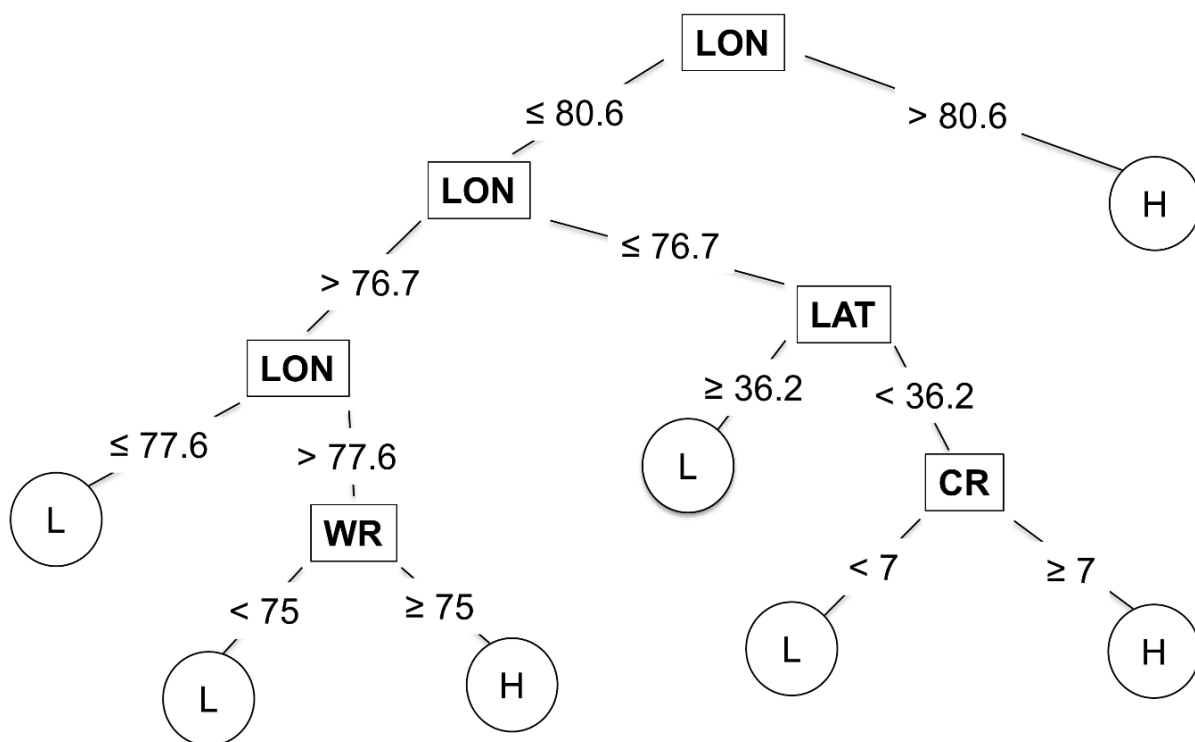 LON
≤ 80.6
> 80.6
LON
H
≤ 76.7
> 76.7
LAT
LON
≥ 36.2
< 36.2
≤ 77.6
> 77.6
L
CR
L
WR
< 7
≥ 7
< 75
≥ 75
L
H
L
H